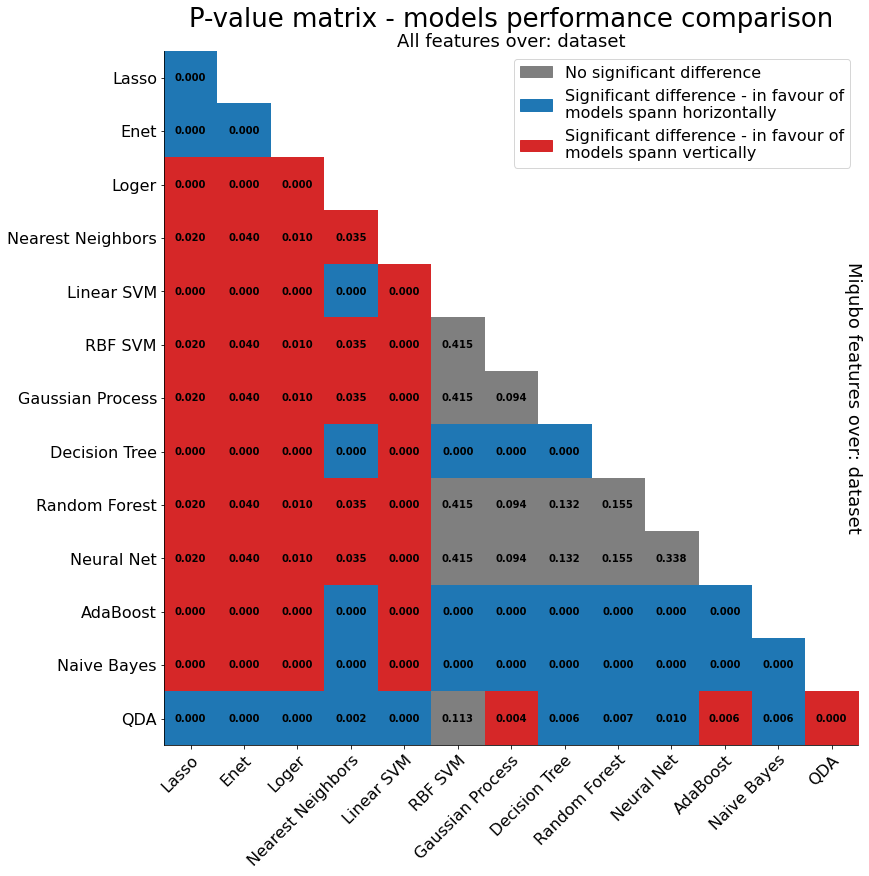 P-value matrix - models performance comparison
All features over: dataset
No significant difference
Significant difference - in favour of
models spann horizontally
Significant difference - in favour of
models spann vertically
Lasso 0.000
Enet 0.000 0.000
Loger 0.000 0.000 0.000
Nearest Neighbors 0.020 0.040 0.010 0.035
Linear SVM 0.000 0.000 0.000 0.000 0.000
RBF SVM 0.020 0.040 0.010 0.035 0.000 0.415
Gaussian Process 0.020 0.040 0.010 0.035 0.000 0.415 0.094
Decision Tree 0.000 0.000 0.000 0.000 0.000 0.000 0.000 0.000
Random Forest 0.020 0.040 0.010 0.035 0.000 0.415 0.094 0.132 0.155
Neural Net 0.020 0.040 0.010 0.035 0.000 0.415 0.094 0.132 0.155 0.338
AdaBoost 0.000 0.000 0.000 0.000 0.000 0.000 0.000 0.000 0.000 0.000 0.000
Naive Bayes 0.000 0.000 0.000 0.000 0.000 0.000 0.000 0.000 0.000 0.000 0.000 0.000
QDA 0.000 0.000 0.000 0.002 0.000 0.113 0.004 0.006 0.007 0.010 0.006 0.006 0.000
Lasso
Enet
Loger
Nearest Neighbors
Linear SVM
RBF SVM
Gaussian Process
Decision Tree
Random Forest
Neural Net
AdaBoost
Naive Bayes
QDA
Miqubo features over: dataset